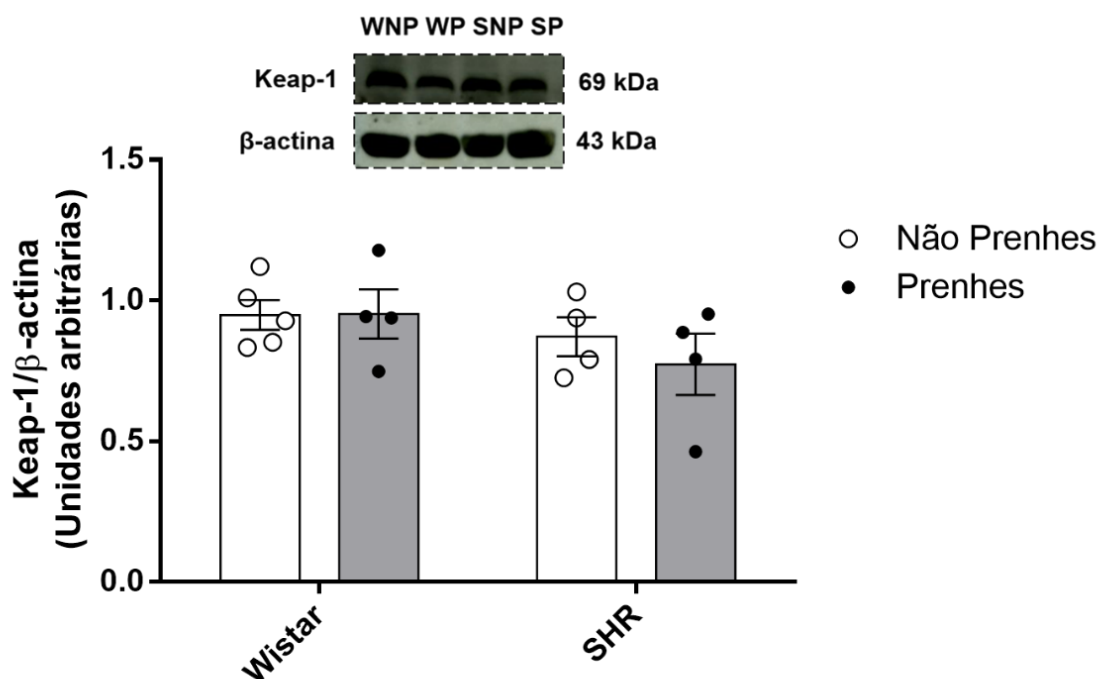 WNP WP SNP SP
Keap-1 69 kDa
β-actina 43 kDa
Keap-1/β-actina
(Unidades arbitrárias)
1.5
1.0
0.5
0.0
Wistar
SHR
Não Prenhes
Prenhes